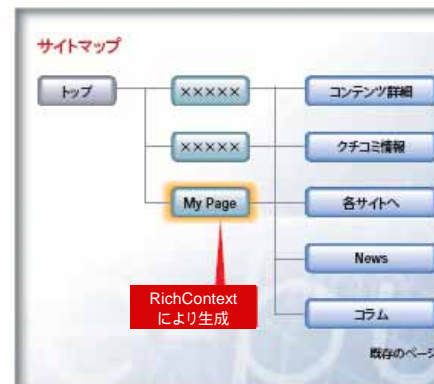 サイトマップ
トップ
×××××
コンテンツ詳細
×××××
クチコミ情報
My Page
各サイトへ
News
RichContext
により生成
コラム
既存のペー